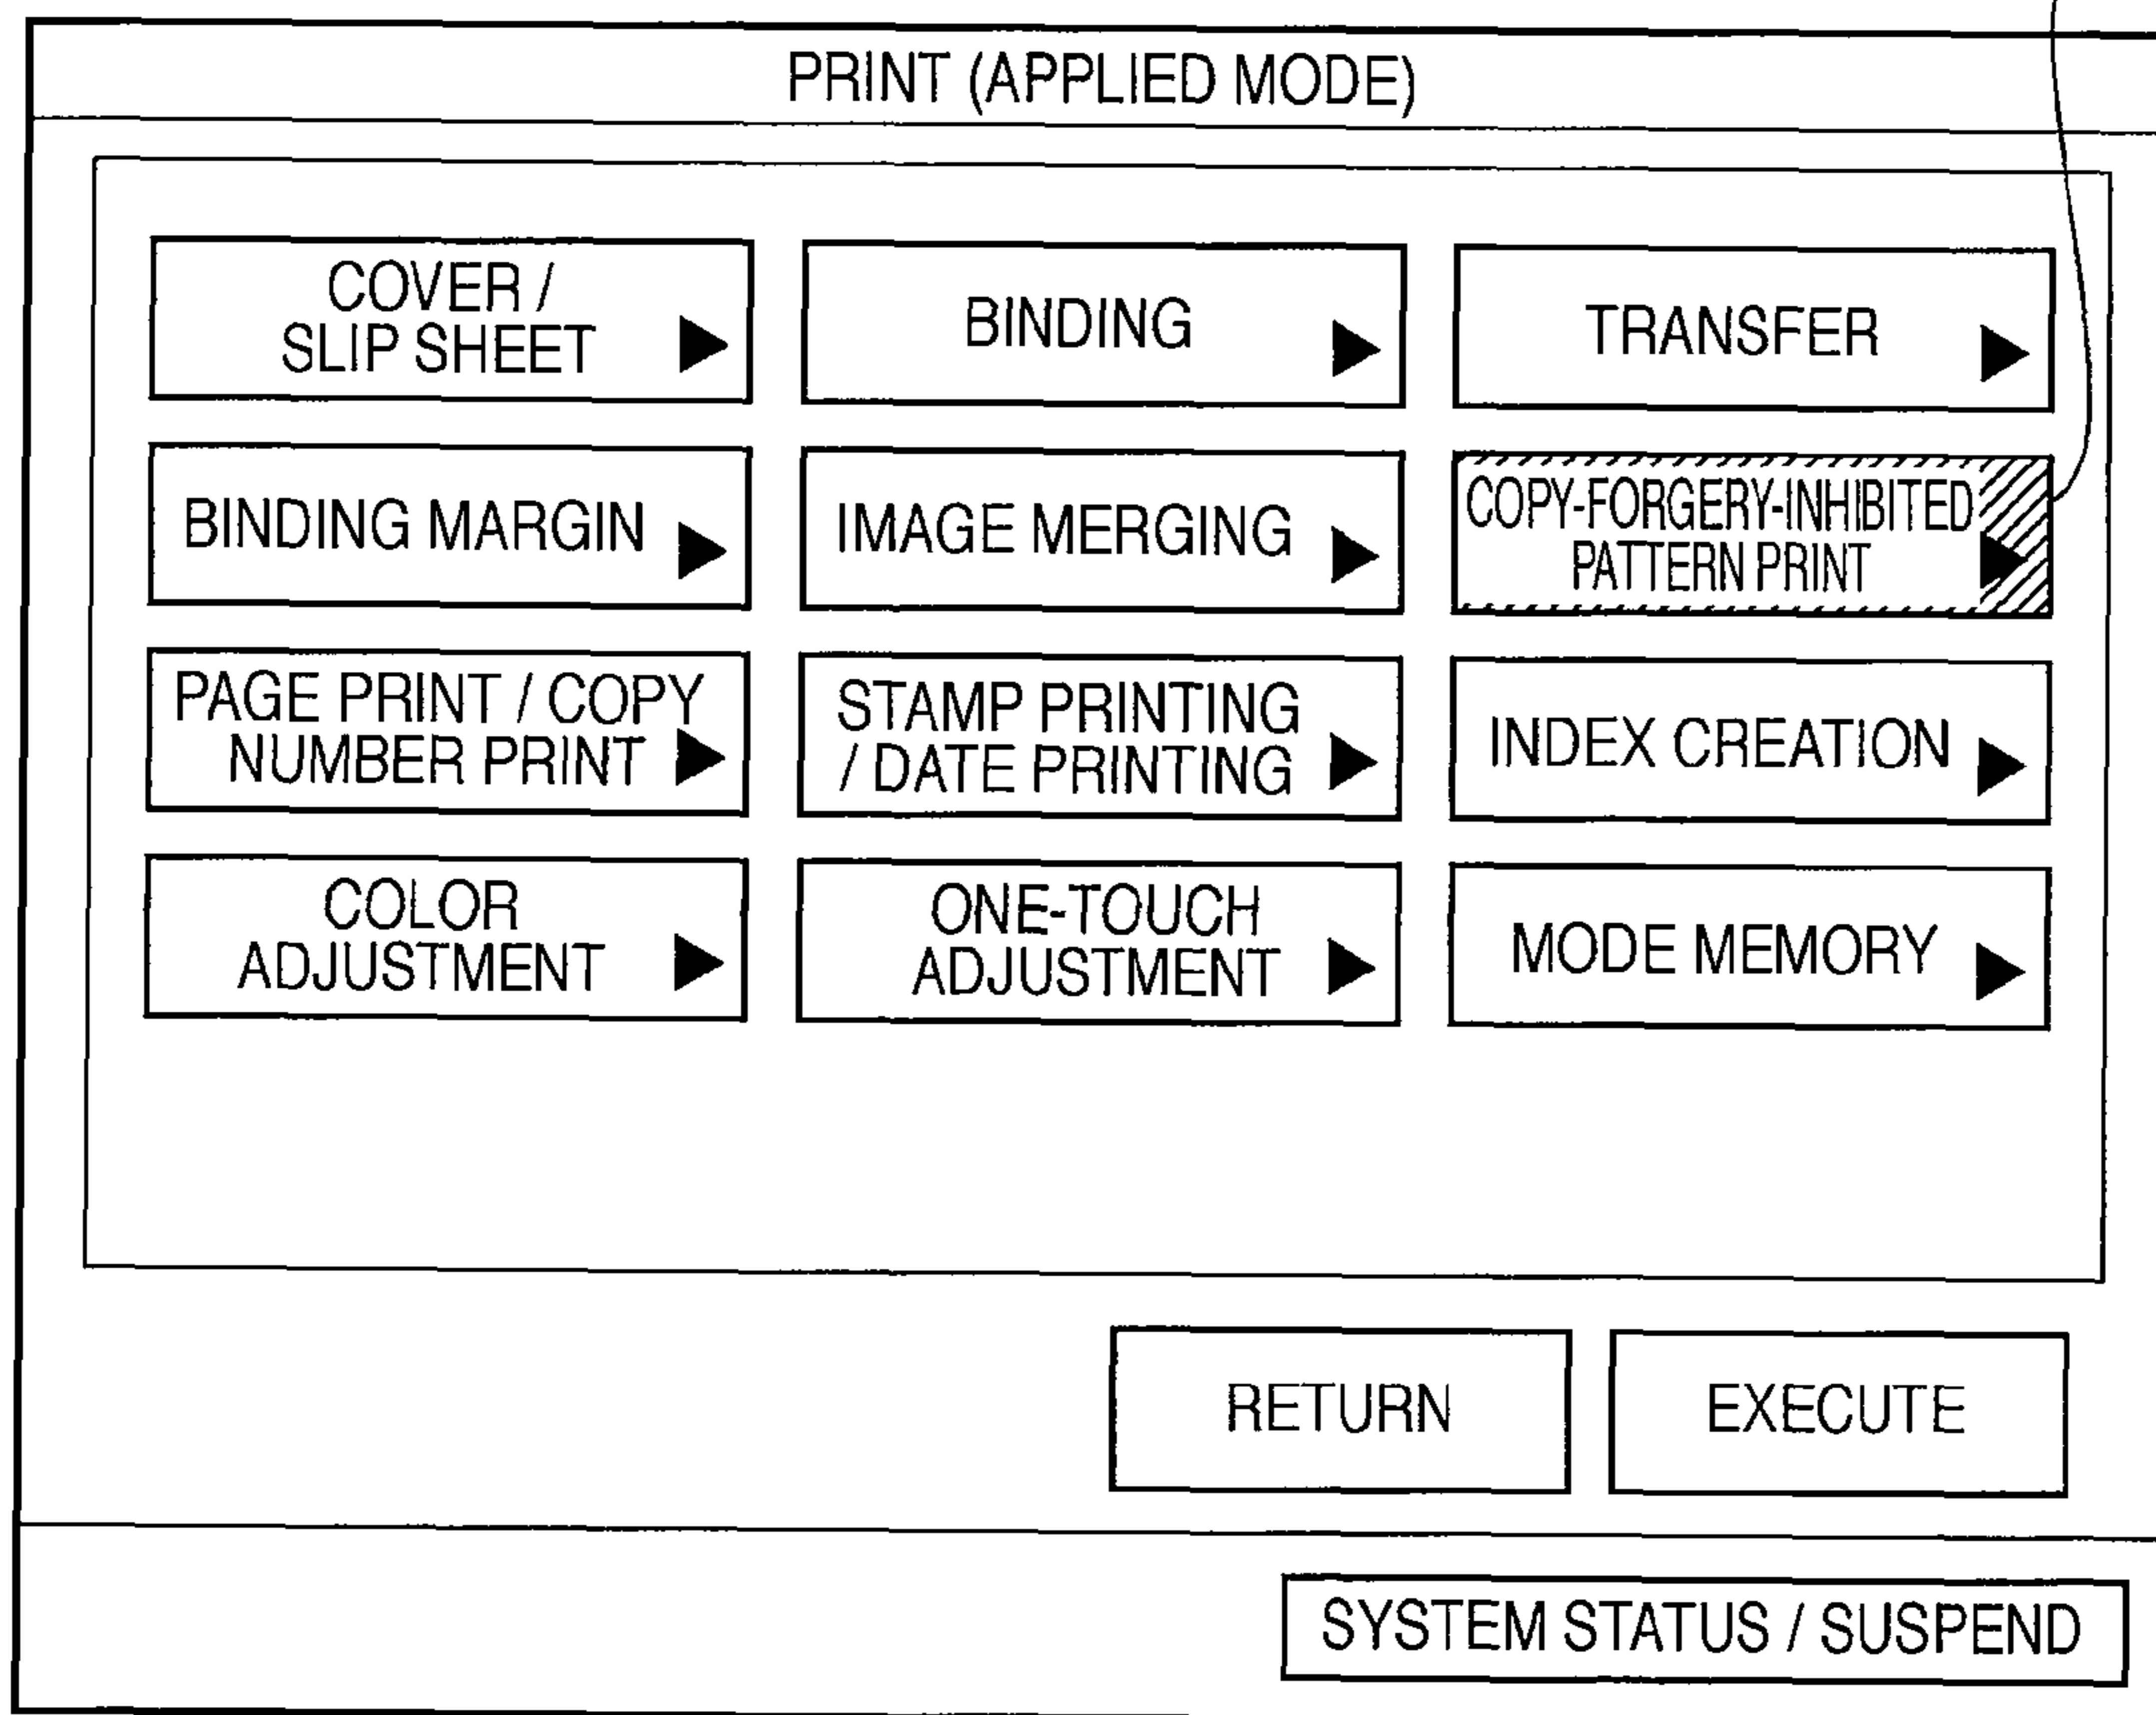 PRINT (APPLIED MODE)
COVER /
SLIP SHEET
BINDING
TRANSFER
BINDING MARGIN
IMAGE MERGING
COPY-FORGERY-INHIBITED
PATTERN PRINT
PAGE PRINT / COPY
NUMBER PRINT
STAMP PRINTING
/ DATE PRINTING
INDEX CREATION
COLOR
ADJUSTMENT
ONE-TOUCH
ADJUSTMENT
MODE MEMORY
RETURN
EXECUTE
SYSTEM STATUS / SUSPEND